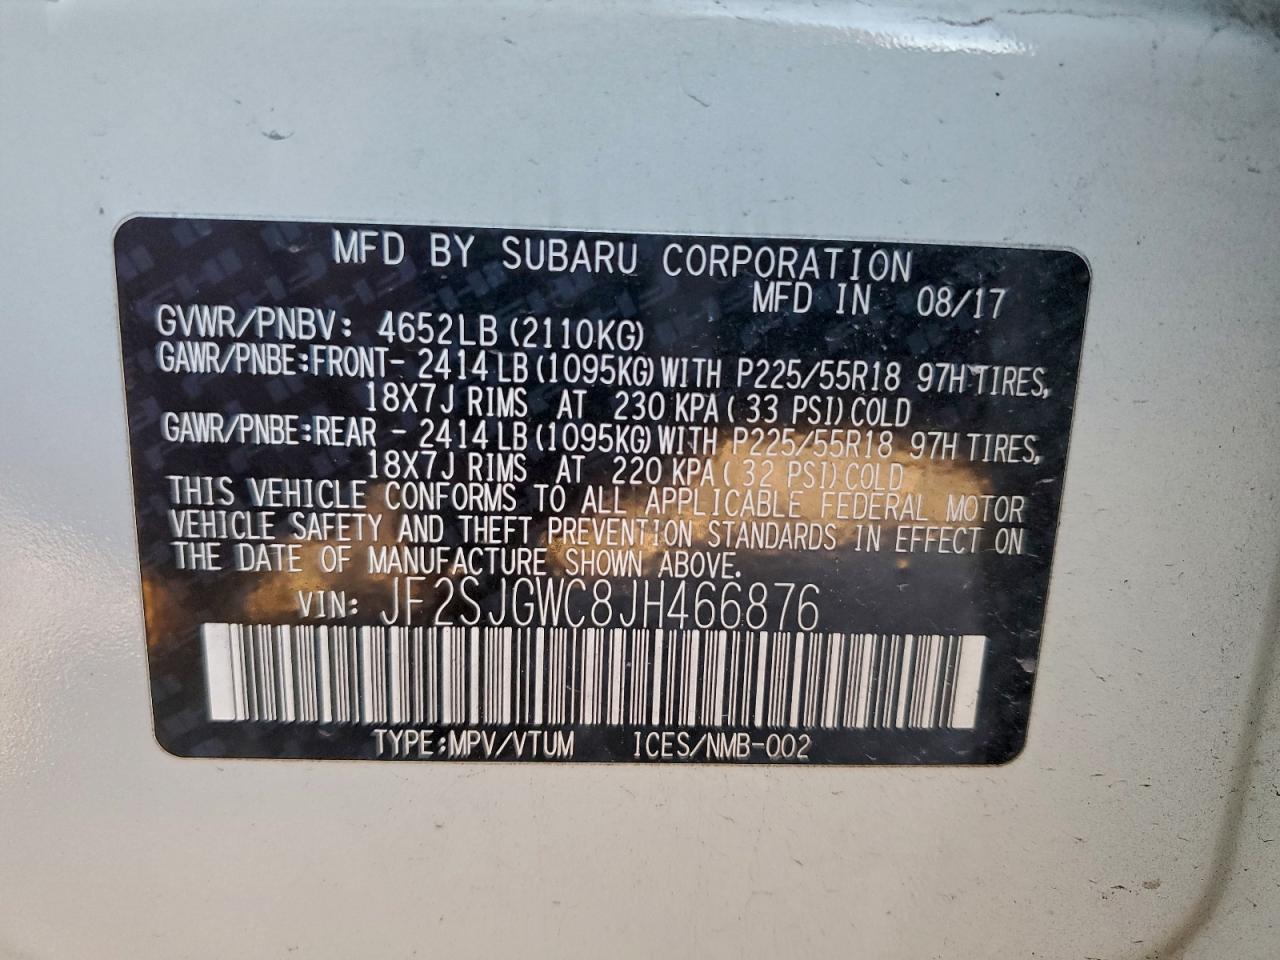 MFD BY SUBARU CORPORATION
MFD IN 08/17
GVWR/PNBV: 4652LB (2110KG)
GAWR/PNBE:FRONT- 2414 LB (1095KG) WITH P225/55R18 97H TIRES,
18X7J RIMS AT 230 KPA ( 33 PSI) COLD
GAWR/PNBE:REAR - 2414 LB (1095KG) WITH P225/55R18 97H TIRES,
18X7J RIMS AT 220 KPA ( 32 PSI) COLD
THIS VEHICLE CONFORMS TO ALL APPLICABLE FEDERAL MOTOR
VEHICLE SAFETY AND THEFT PREVENTION STANDARDS IN EFFECT ON
THE DATE OF MANUFACTURE SHOWN ABOVE.
VIN: JF2SJGWC8JH466876
TYPE:MPV/VTUM ICES/NMB-002